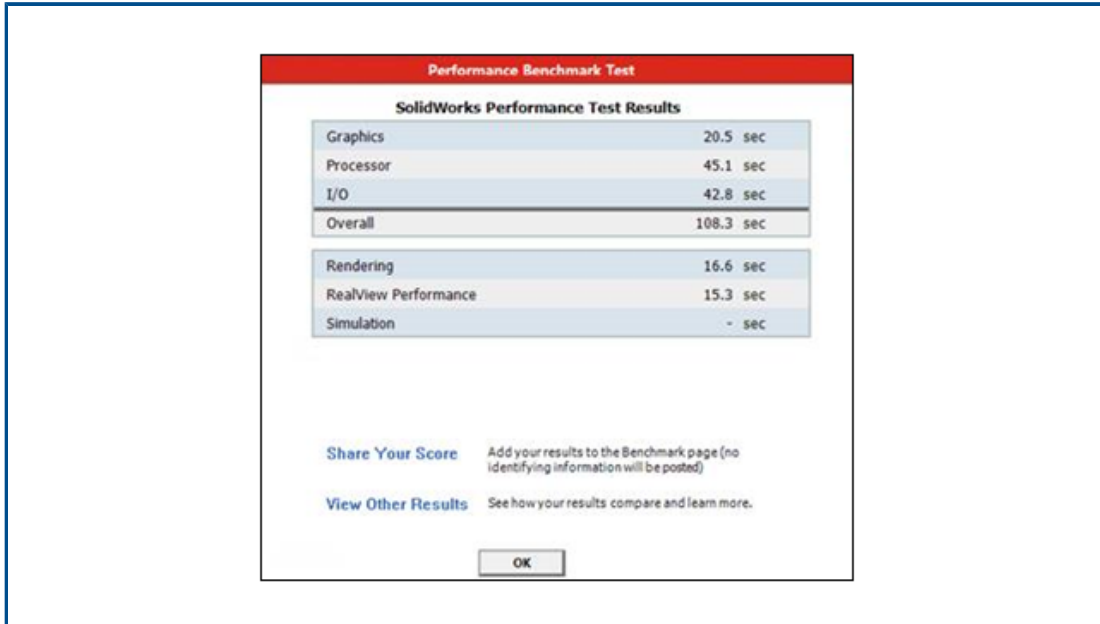 Performance Benchmark Test
SolidWorks Performance Test Results
Graphics 20.5 sec
Processor 45.1 sec
I/O 42.8 sec
Overall 108.3 sec
Rendering 16.6 sec
RealView Performance 15.3 sec
Simulation - sec
Share Your Score Add your results to the Benchmark page (no
identifying information will be posted)
View Other Results See how your results compare and learn more.
OK